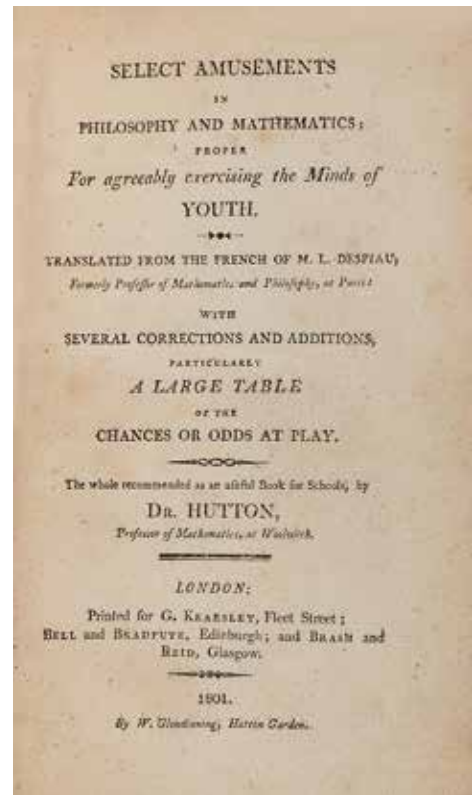 SELECT AMUSEMENTS
IN
PHILOSOPHY AND MATHEMATICS;
PROPER
For agreeably exercising the Minds of
YOUTH.
TRANSLATED FROM THE FRENCH OF M. L. DESPIAU,
Formerly Professor of Mathematics and Philosophy, at Paris:
WITH
SEVERAL CORRECTIONS AND ADDITIONS,
PARTICULARLY
A LARGE TABLE
OF THE
CHANCES OR ODDS AT PLAY.
The whole recommended as an useful Book for Schools, by
DR. HUTTON,
Professor of Mathematics, at Woolwich.
LONDON:
Printed for G. KEARSLEY, Fleet Street;
BELL and BRADFUTE, Edinburgh; and BRASH and
REID, Glasgow.
1801.
By W. Glendinning, Hatton Garden.